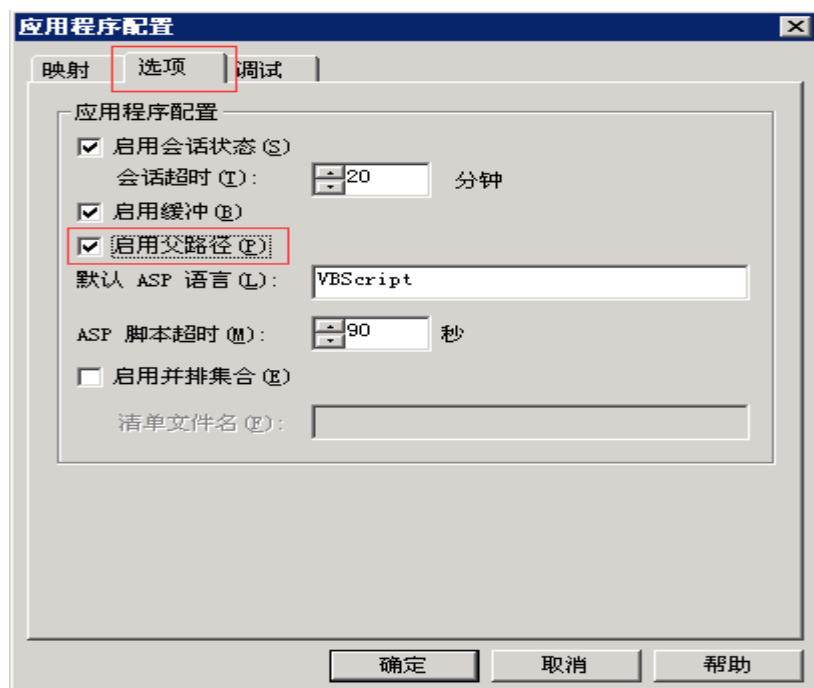 应用程序配置
映射 选项 调试
应用程序配置
启用会话状态(S)
会话超时(T): 20 分钟
启用缓冲(B)
启用父路径(P)
默认 ASP 语言(L): VBScript
ASP 脚本超时(M): 90 秒
启用并排集合(E)
清单文件名(F):
确定 取消 帮助